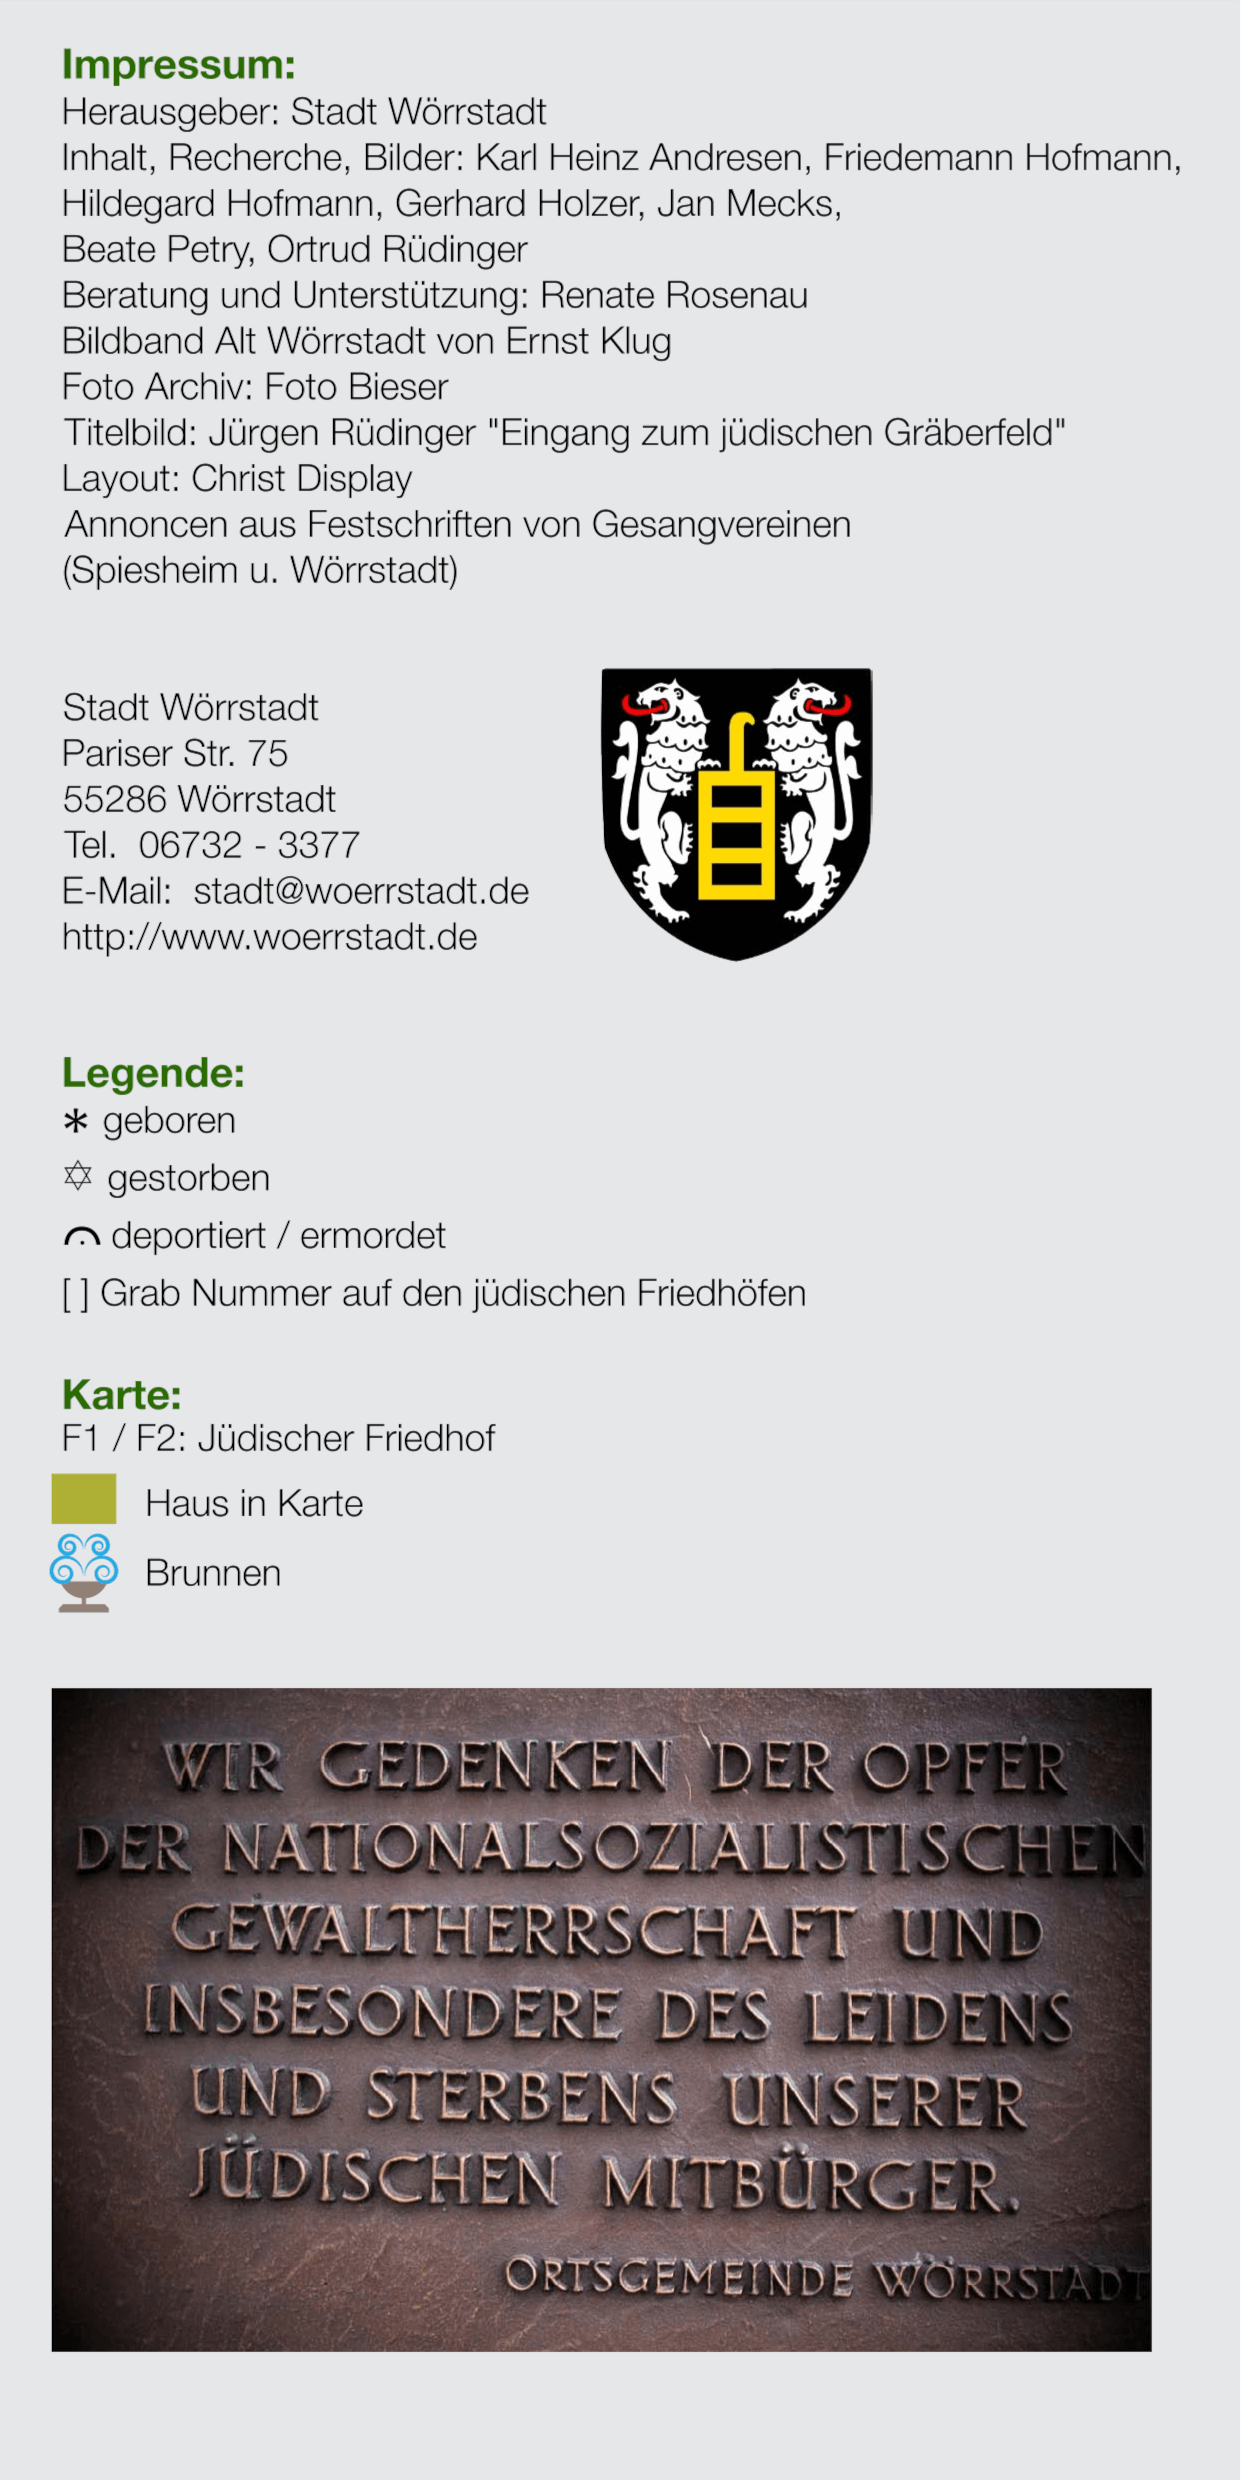 Impressum:
Herausgeber: Stadt Wörrstadt
Inhalt, Recherche, Bilder: Karl Heinz Andresen, Friedemann Hofmann,
Hildegard Hofmann, Gerhard Holzer, Jan Mecks,
Beate Petry, Ortrud Rüdinger
Beratung und Unterstützung: Renate Rosenau
Bildband Alt Wörrstadt von Ernst Klug
Foto Archiv: Foto Bieser
Titelbild: Jürgen Rüdinger "Eingang zum jüdischen Gräberfeld"
Layout: Christ Display
Annoncen aus Festschriften von Gesangvereinen
(Spiesheim u. Wörrstadt)
Stadt Wörrstadt
Pariser Str. 75
55286 Wörrstadt
Tel.  06732 - 3377
E-Mail:  stadt@woerrstadt.de
http://www.woerrstadt.de
Legende:
* geboren
✡ gestorben
𝄐 deportiert / ermordet
[ ] Grab Nummer auf den jüdischen Friedhöfen
Karte:
F1 / F2: Jüdischer Friedhof
Haus in Karte
Brunnen
WIR GEDENKEN DER OPFER
DER NATIONALSOZIALISTISCHEN
GEWALTHERRSCHAFT UND
INSBESONDERE DES LEIDENS
UND STERBENS UNSERER
JÜDISCHEN MITBÜRGER.
ORTSGEMEINDE WÖRRSTADT